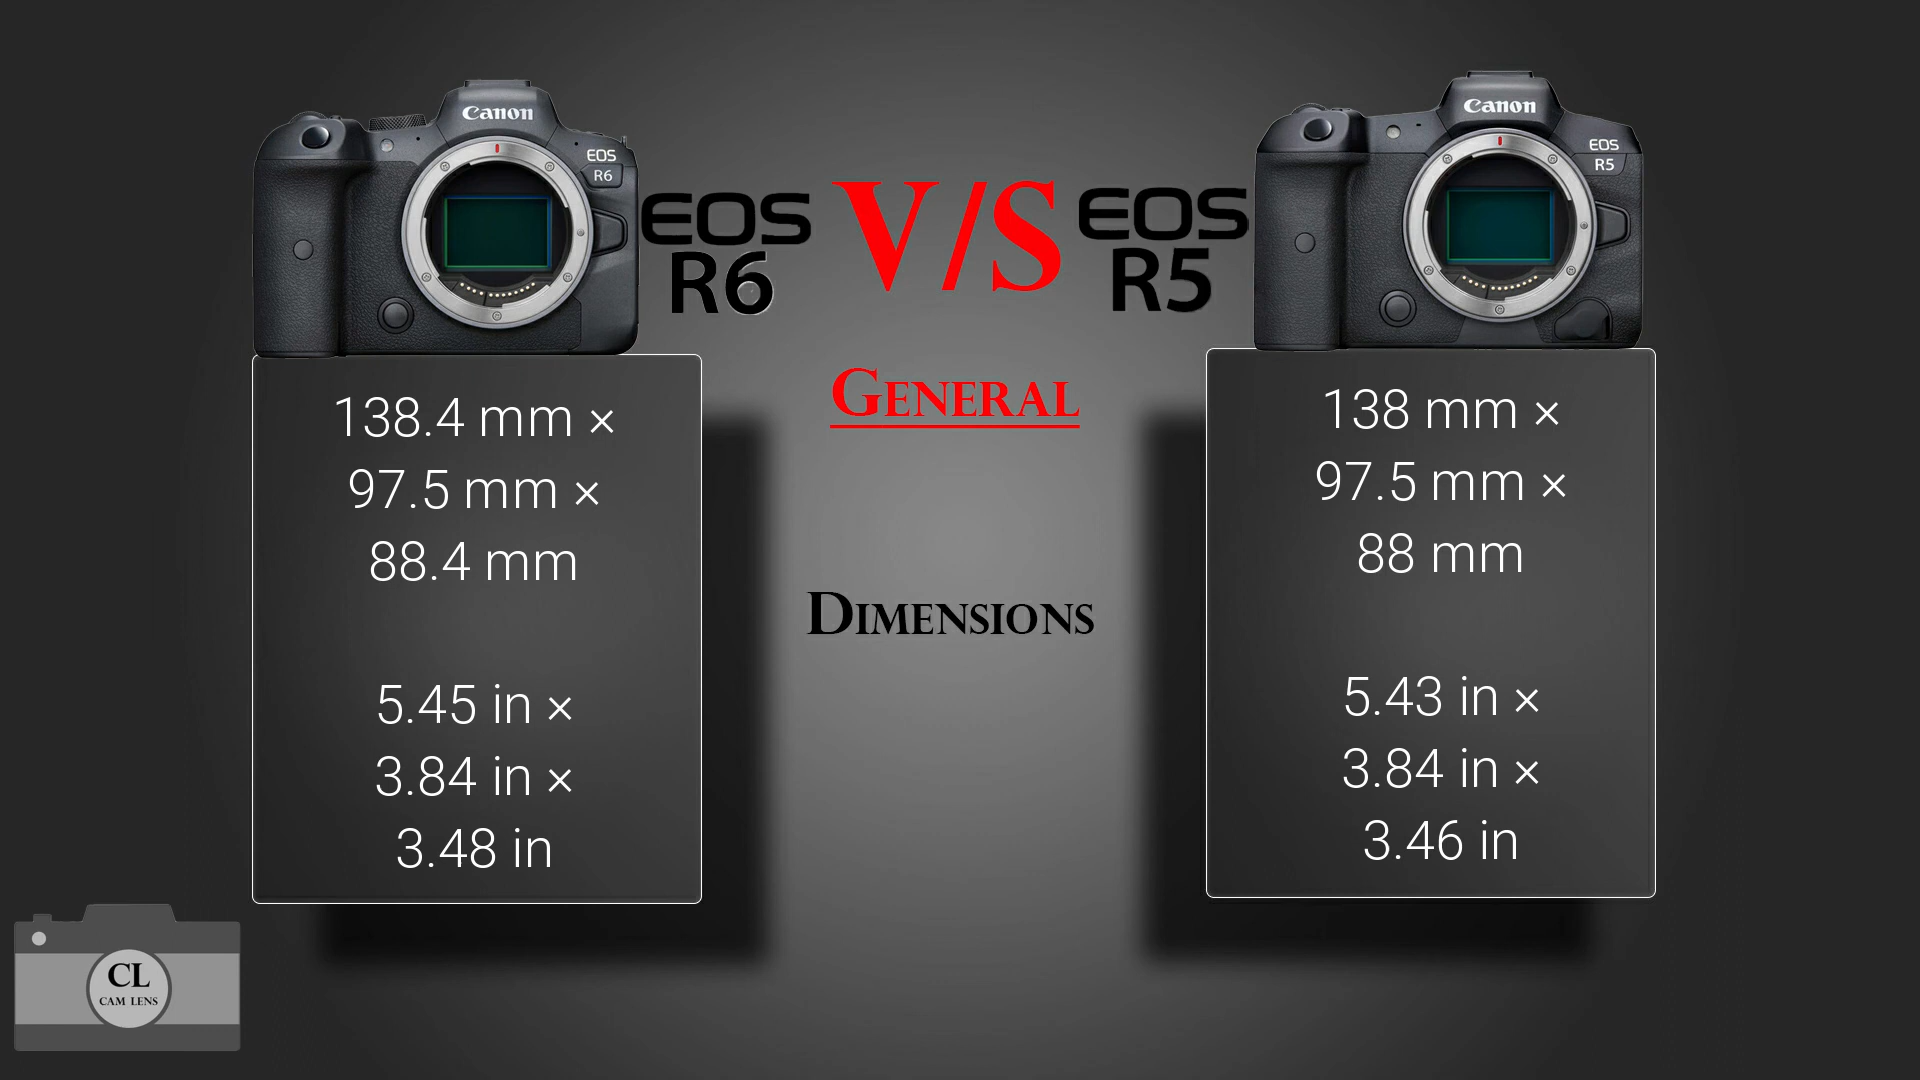 Canon
EOS
R6
EOS
R6
V/S
EOS
R5
Canon
EOS
R5
GENERAL
138.4 mm ×
97.5 mm ×
88.4 mm
5.45 in ×
3.84 in ×
3.48 in
DIMENSIONS
138 mm ×
97.5 mm ×
88 mm
5.43 in ×
3.84 in ×
3.46 in
CL
CAM LENS